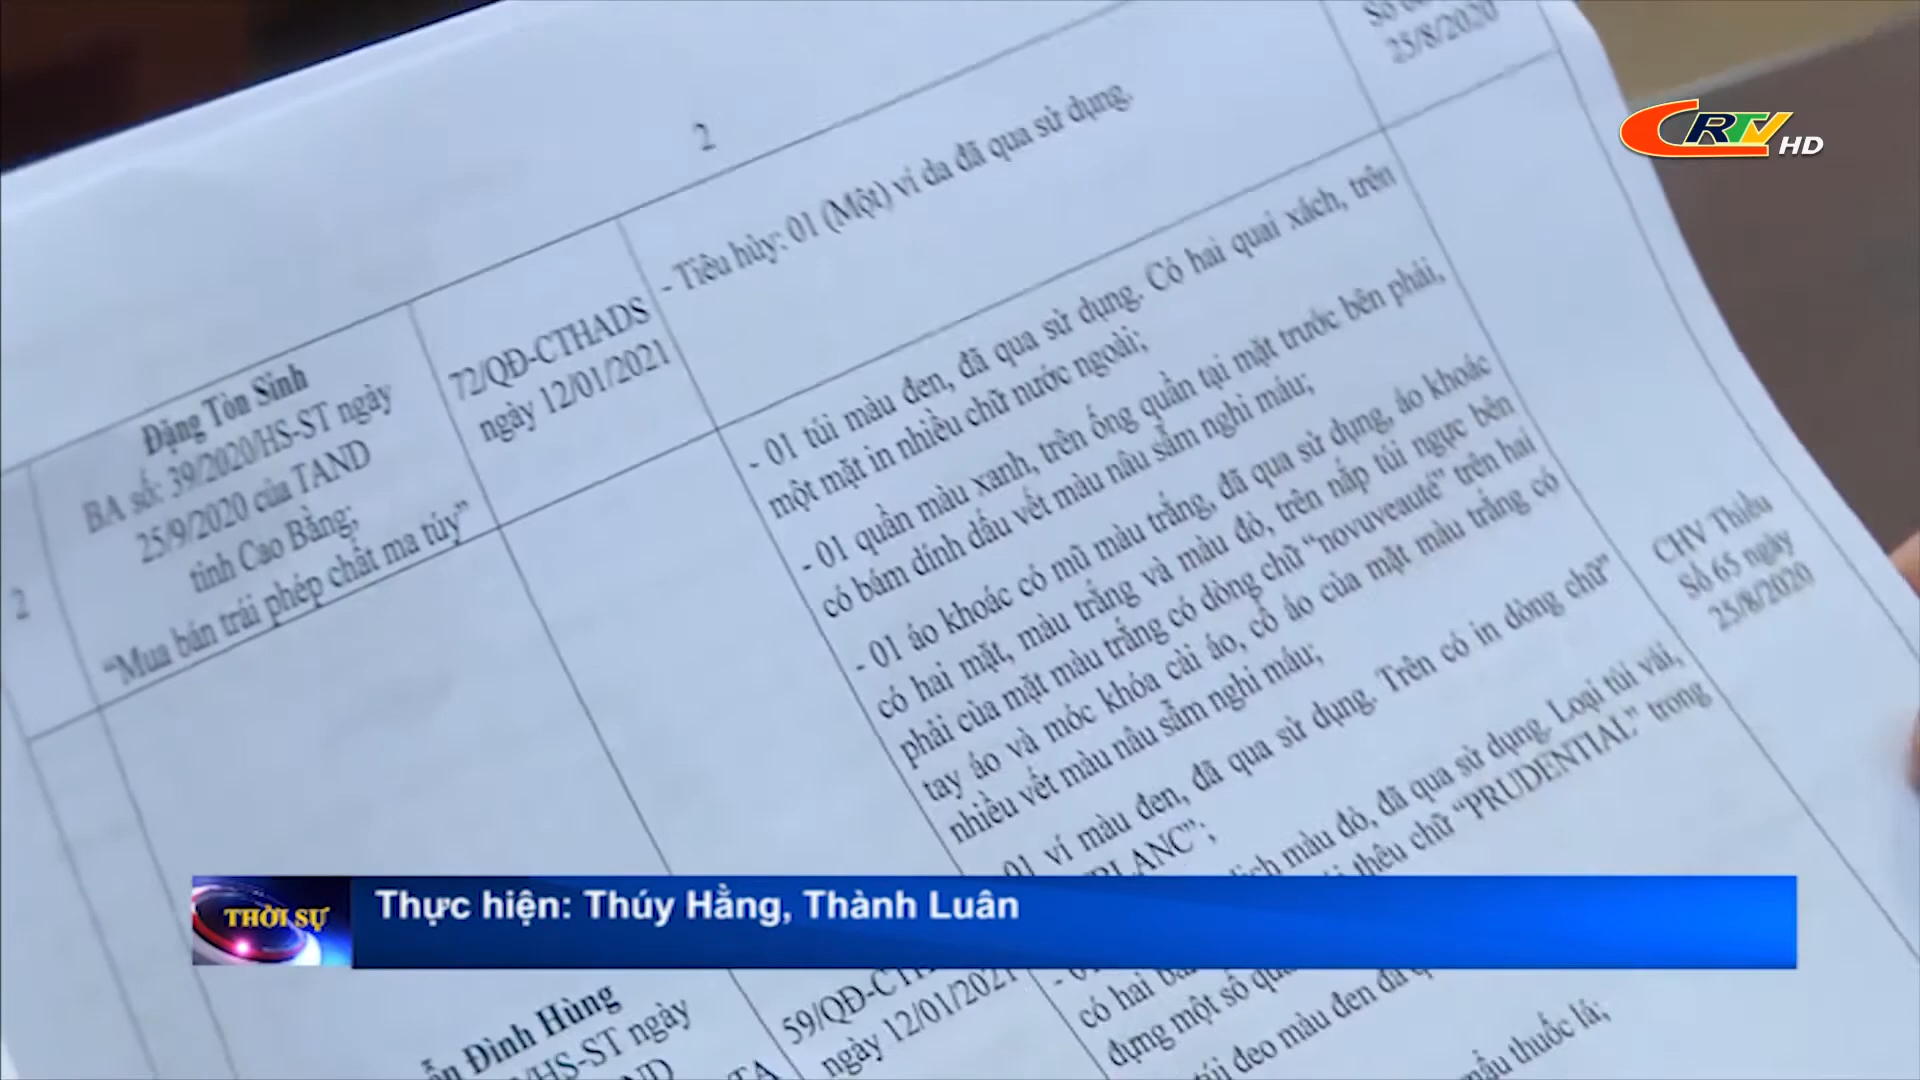 Số
25/8/2020
CRTV HD
2
- Tiêu hủy: 01 (Một) ví da đã qua sử dụng.
2
Đặng Tòn Sinh
BA số: 39/2020/HS-ST ngày
25/9/2020 của TAND
tỉnh Cao Bằng;
“Mua bán trái phép chất ma túy”
72/QĐ-CTHADS
ngày 12/01/2021
- 01 túi màu đen, đã qua sử dụng. Có hai quai xách, trên
một mặt in nhiều chữ nước ngoài;
- 01 quần màu xanh, trên ống quần tại mặt trước bên phải,
có bám dính dấu vết màu nâu sẫm nghi máu;
- 01 áo khoác có mũ màu trắng, đã qua sử dụng, áo khoác
có hai mặt, màu trắng và màu đỏ, trên nắp túi ngực bên
phải của mặt màu trắng có dòng chữ “novuveauté” trên hai
tay áo và móc khóa cài áo, cổ áo của mặt màu trắng có
nhiều vết màu nâu sẫm nghi máu;
01 ví màu đen, đã qua sử dụng. Trên có in dòng chữ”
BLANC”;
lịch màu đỏ, đã qua sử dụng. Loại túi vải,
thêu chữ “PRUDENTIAL” trong
CHV Thiều
Số 65 ngày
25/8/2020
THỜI SỰ
Thực hiện: Thúy Hằng, Thành Luân
Đình Hùng
/HS-ST ngày
59/QĐ-CTH
ngày 12/01/2021
có hai
dựng một số
túi đeo màu đen đã
mẩu thuốc lá;